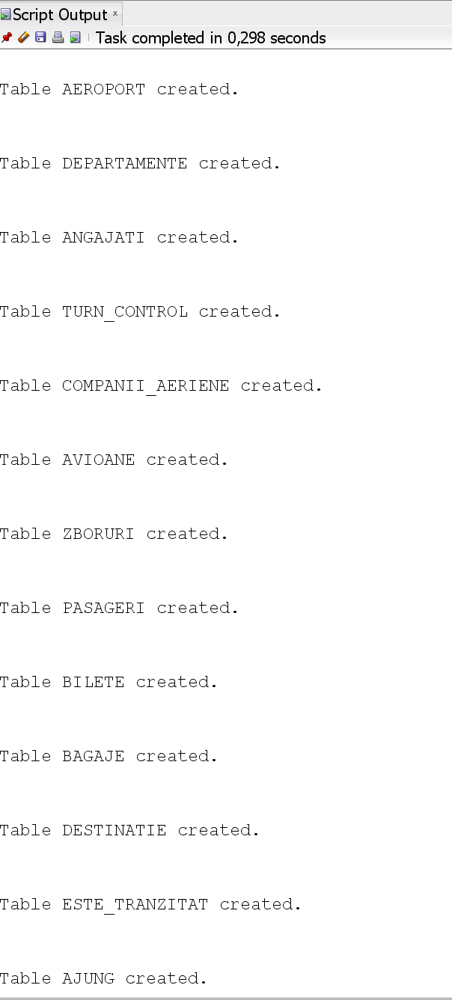 Script Output x
Task completed in 0,298 seconds
Table AEROPORT created.
Table DEPARTAMENTE created.
Table ANGAJATI created.
Table TURN_CONTROL created.
Table COMPANII_AERIENE created.
Table AVIOANE created.
Table ZBORURI created.
Table PASAGERI created.
Table BILETE created.
Table BAGAJE created.
Table DESTINATIE created.
Table ESTE_TRANZITAT created.
Table AJUNG created.